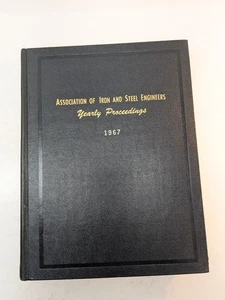 ASSOCIATION OF IRON AND STEEL ENGINEERS
Yearly Proceedings
1967